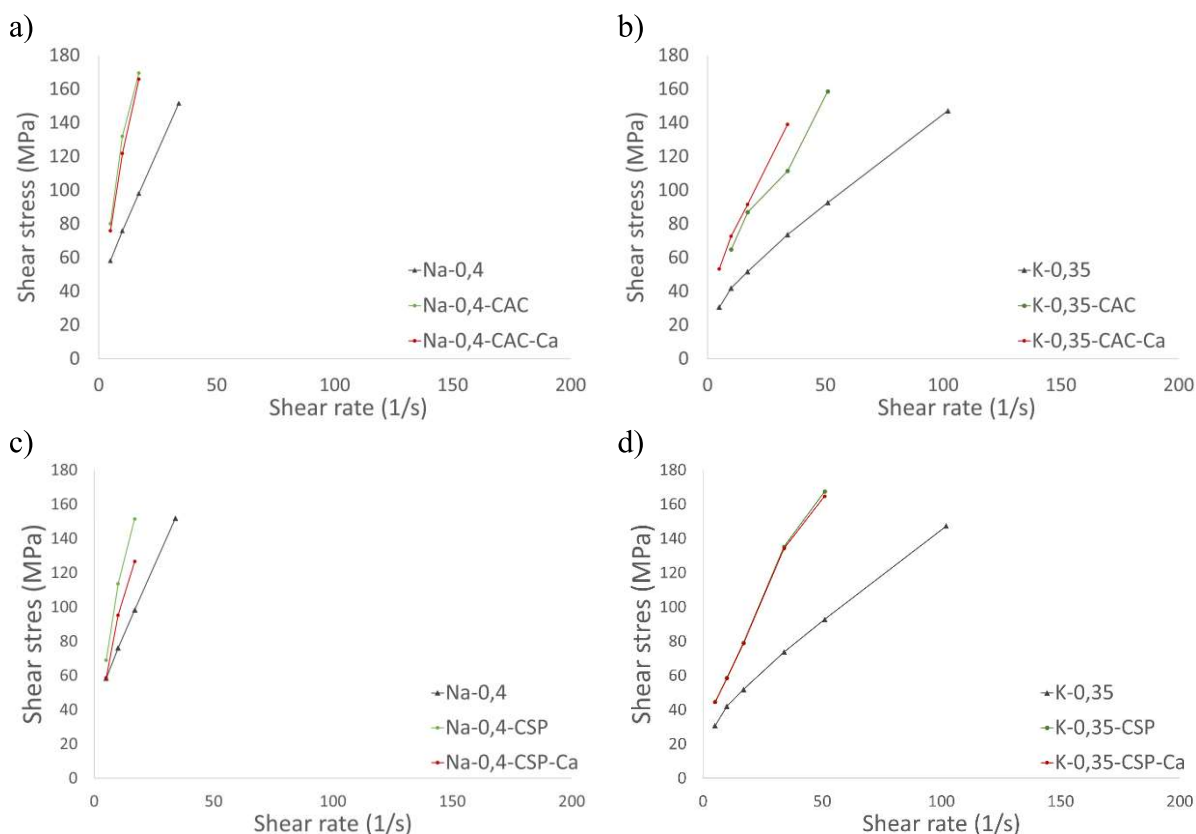 a)
180
160
140
120
100
80
60
40
20
0
Shear stress (MPa)
Na-0,4
Na-0,4-CAC
Na-0,4-CAC-Ca
0 50 100 150 200
Shear rate (1/s)
b)
180
160
140
120
100
80
60
40
20
0
Shear stress (MPa)
K-0,35
K-0,35-CAC
K-0,35-CAC-Ca
0 50 100 150 200
Shear rate (1/s)
c)
180
160
140
120
100
80
60
40
20
0
Shear stres (MPa)
Na-0,4
Na-0,4-CSP
Na-0,4-CSP-Ca
0 50 100 150 200
Shear rate (1/s)
d)
180
160
140
120
100
80
60
40
20
0
Shear stress (MPa)
K-0,35
K-0,35-CSP
K-0,35-CSP-Ca
0 50 100 150 200
Shear rate (1/s)